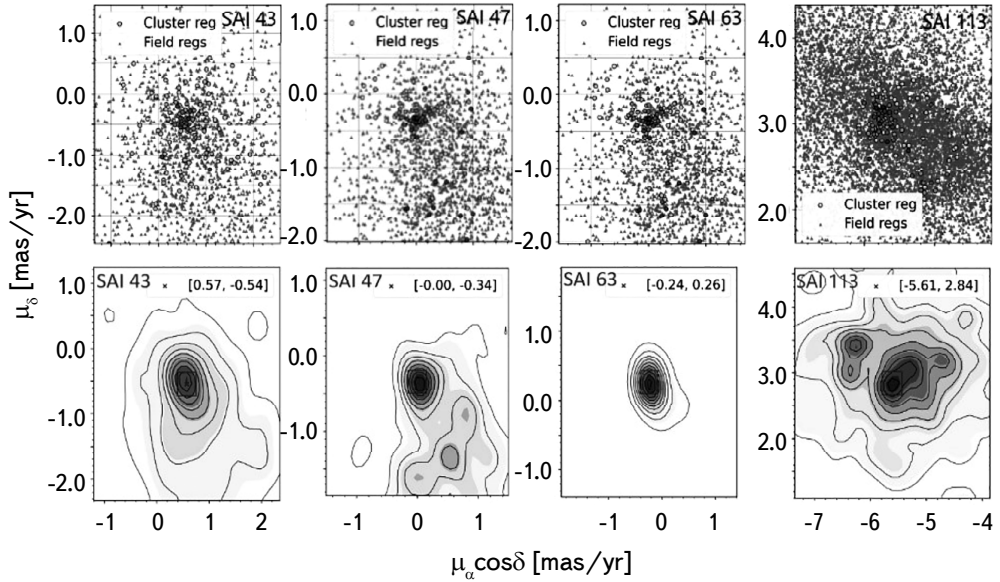 SAI 43
Cluster reg
Field regs
1.0
0.0
-1.0
-2.0
SAI 47
Cluster reg
Field regs
1.0
0.0
-1.0
-2.0
SAI 63
Cluster reg
Field regs
1.0
0.0
-1.0
-2.0
SAI 113
Cluster reg
Field regs
4.0
3.0
2.0
μδ [mas/yr]
SAI 43 × [0.57, -0.54]
1.0
0.0
-1.0
-2.0
-1 0 1 2
SAI 47 × [-0.00, -0.34]
1.0
0.0
-1.0
-1 0 1
SAI 63 × [-0.24, 0.26]
1.0
0.0
-1.0
-1 0 1
SAI 113 × [-5.61, 2.84]
4.0
3.0
2.0
-7 -6 -5 -4
μαcosδ [mas/yr]